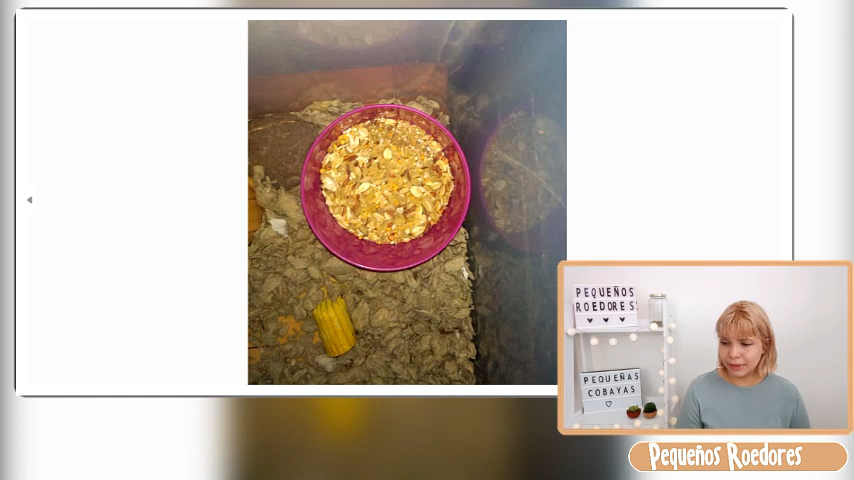 PEQUEÑOS
ROEDORES
PEQUEÑAS
COBAYAS
Pequeños Roedores